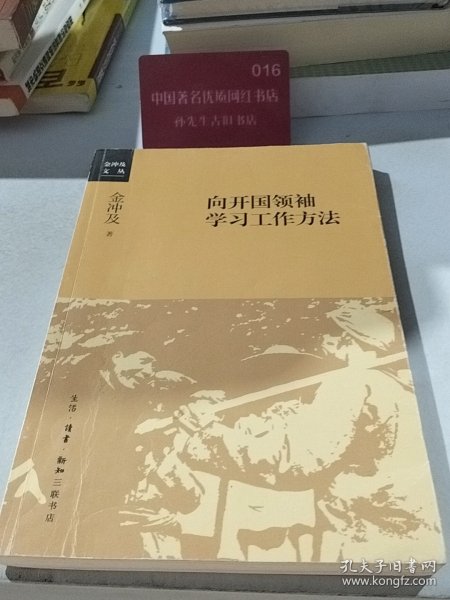 016
中国著名优质网红书店
孙先生古旧书店
金冲及
文丛
金冲及 著
向开国领袖
学习工作方法
生活·读书·新知三联书店
孔夫子旧书网
www.kongfz.com